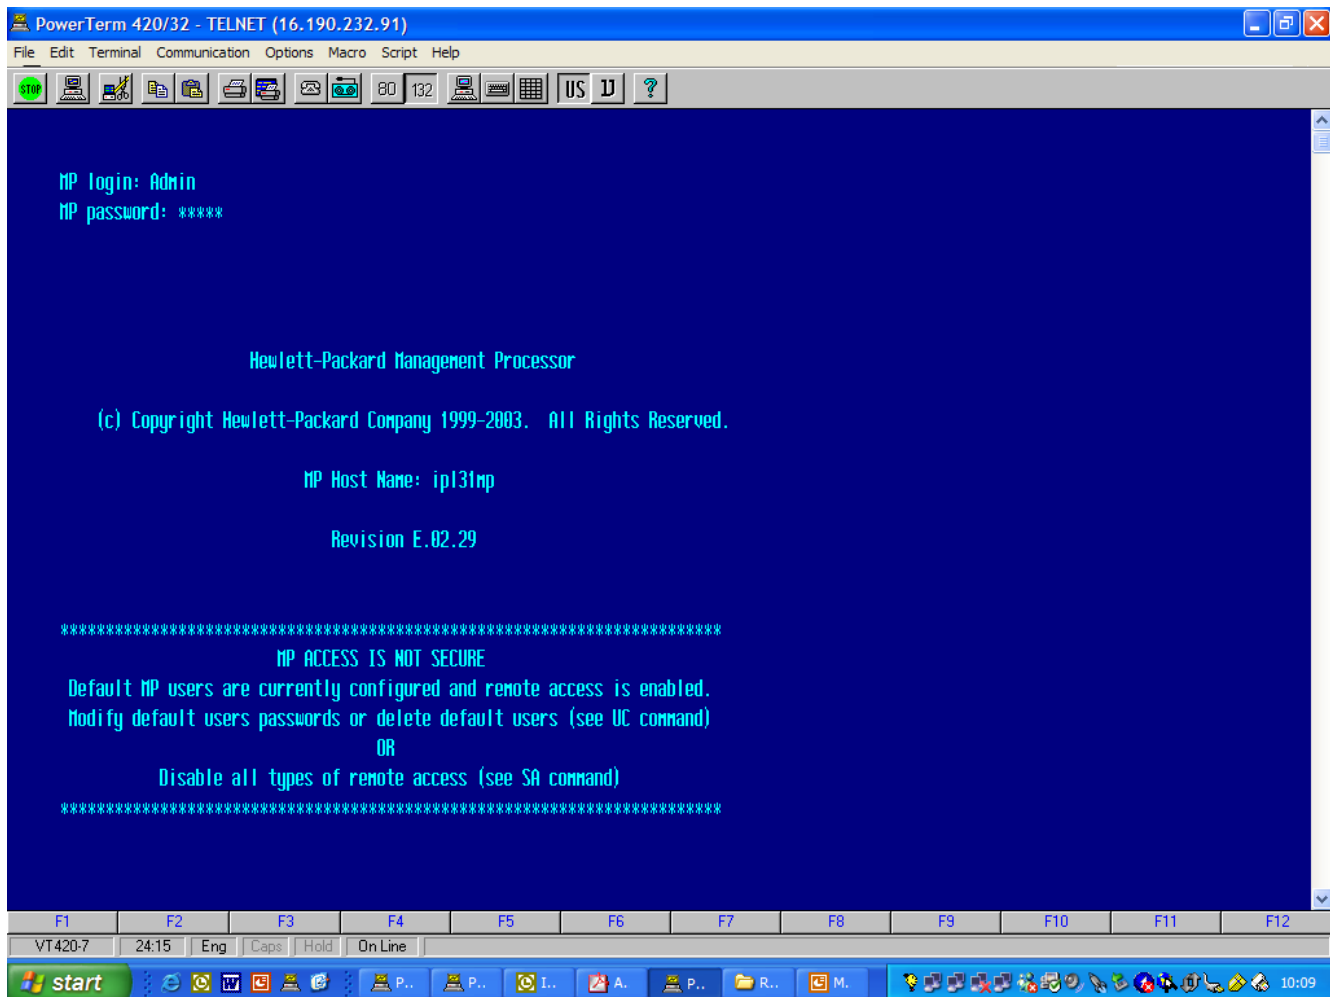 PowerTerm 420/32 - TELNET (16.190.232.91)
File Edit Terminal Communication Options Macro Script Help
STOP 80 132 US ?
MP login: Admin
MP password: *****
Hewlett-Packard Management Processor
(c) Copyright Hewlett-Packard Company 1999-2003.  All Rights Reserved.
MP Host Name: ipl31mp
Revision E.02.29
*************************************************************************
MP ACCESS IS NOT SECURE
Default MP users are currently configured and remote access is enabled.
Modify default users passwords or delete default users (see UC command)
OR
Disable all types of remote access (see SA command)
*************************************************************************
F1 F2 F3 F4 F5 F6 F7 F8 F9 F10 F11 F12
VT420-7 24:15 Eng Caps Hold On Line
start P.. P.. I.. A. P.. R.. M. 10:09